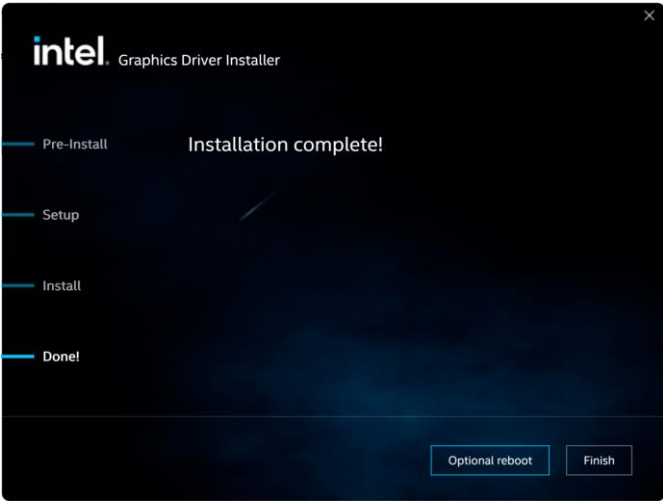 intel. Graphics Driver Installer
Pre-Install
Installation complete!
Setup
Install
Done!
Optional reboot
Finish